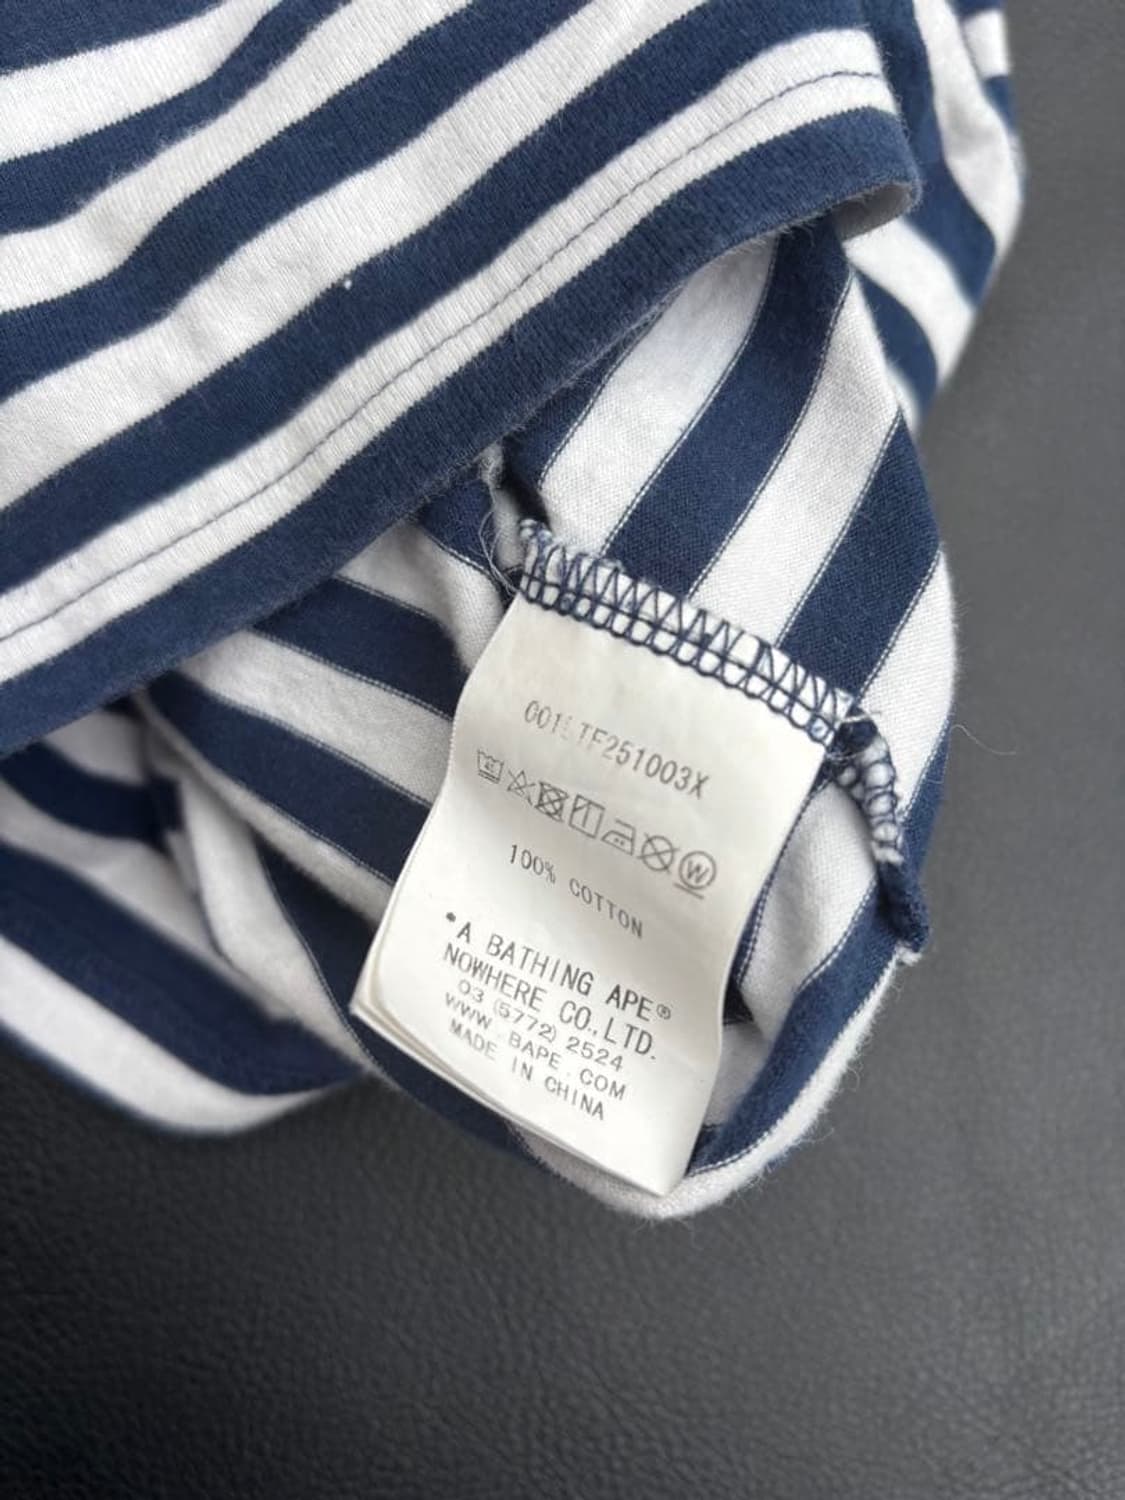 001LTF251003X
100% COTTON
*A BATHING APE®
NOWHERE CO.,LTD.
03 (5772) 2524
WWW.BAPE.COM
MADE IN CHINA